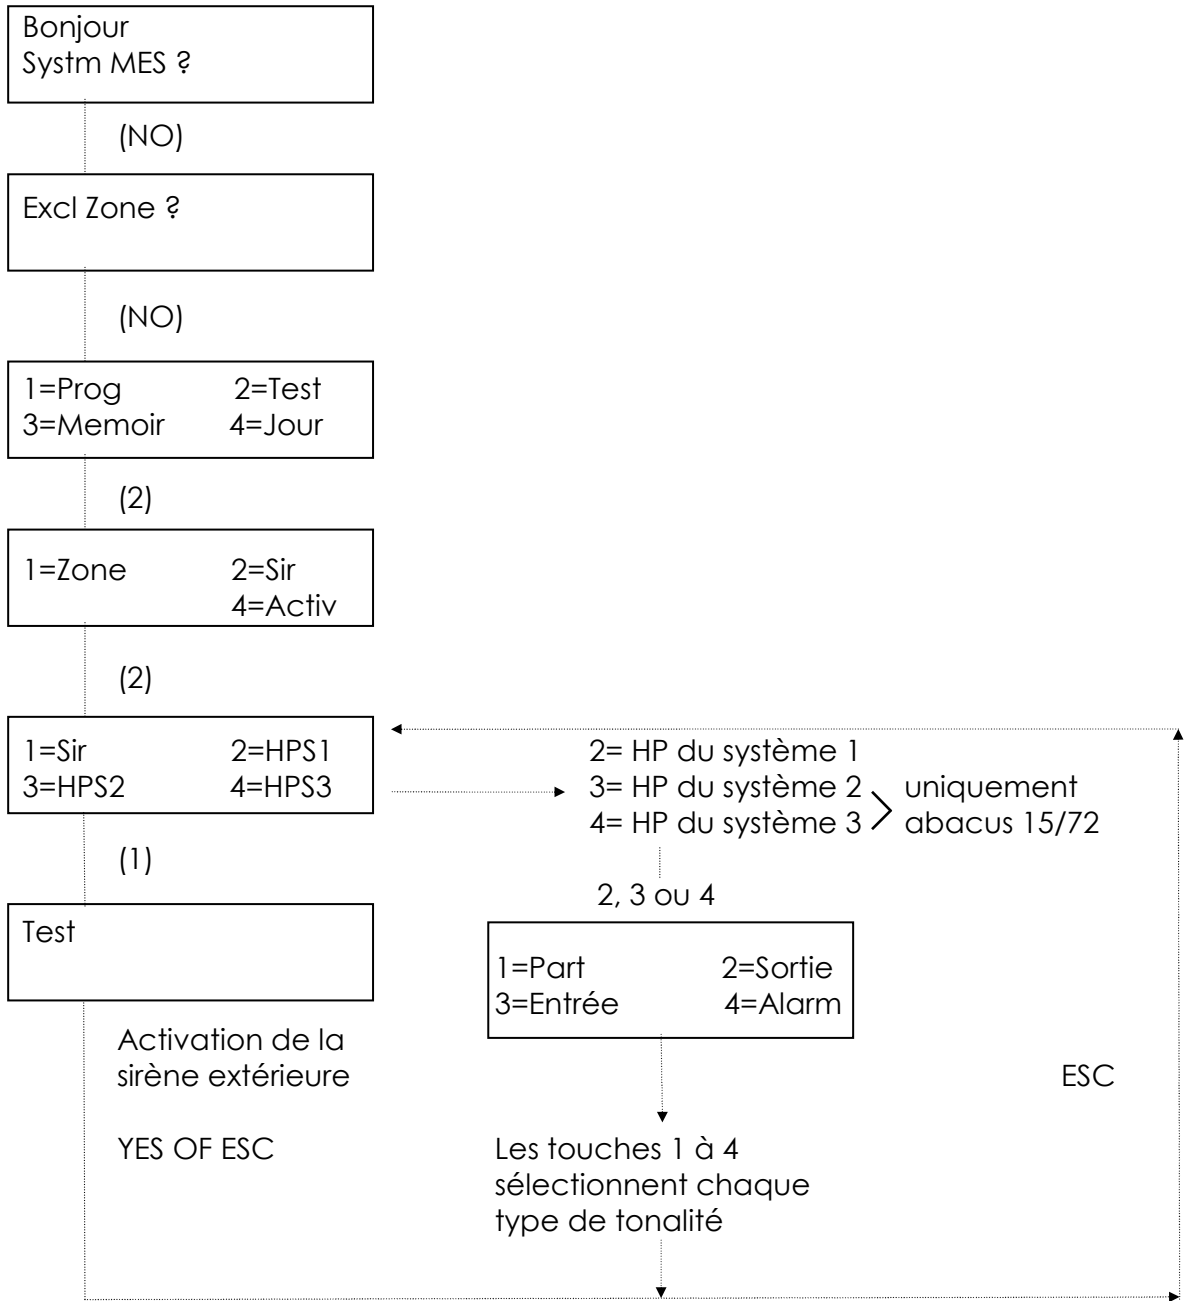 Bonjour
Systm MES ?
(NO)
Excl Zone ?
(NO)
1=Prog 2=Test
3=Memoir 4=Jour
(2)
1=Zone 2=Sir
4=Activ
(2)
1=Sir 2=HPS1
3=HPS2 4=HPS3
2= HP du système 1
3= HP du système 2
4= HP du système 3
uniquement
abacus 15/72
(1)
2, 3 ou 4
Test
1=Part 2=Sortie
3=Entrée 4=Alarm
Activation de la
sirène extérieure
ESC
YES OF ESC
Les touches 1 à 4
sélectionnent chaque
type de tonalité